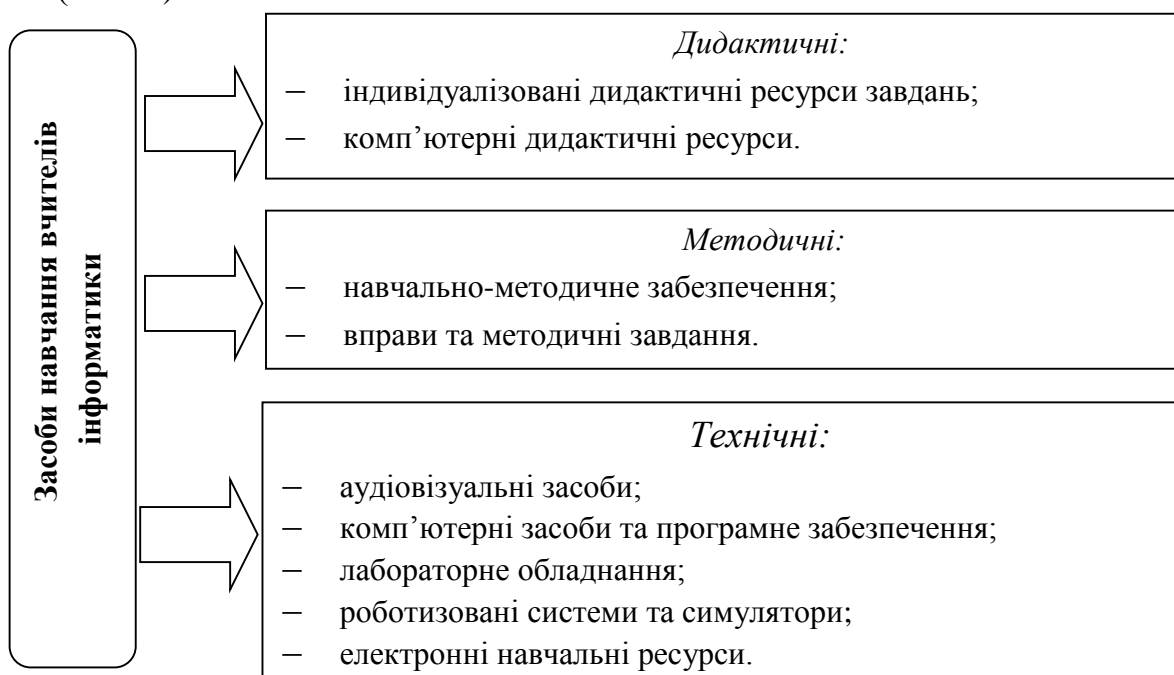 Засоби навчання вчителів
інформатики
Дидактичні:
– індивідуалізовані дидактичні ресурси завдань;
– комп’ютерні дидактичні ресурси.
Методичні:
– навчально-методичне забезпечення;
– вправи та методичні завдання.
Технічні:
– аудіовізуальні засоби;
– комп’ютерні засоби та програмне забезпечення;
– лабораторне обладнання;
– роботизовані системи та симулятори;
– електронні навчальні ресурси.